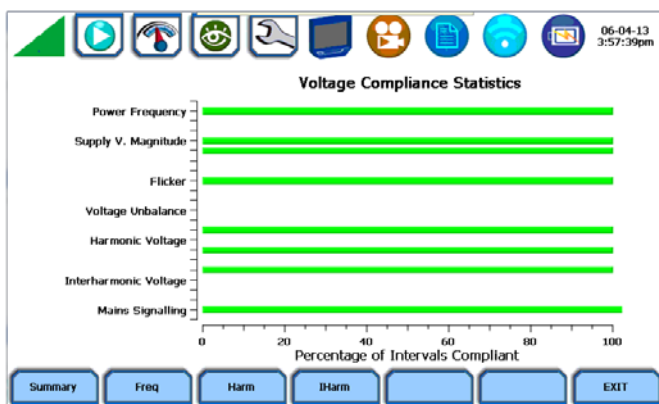 06-04-13
3:57:39pm
Voltage Compliance Statistics
Power Frequency
Supply V. Magnitude
Flicker
Voltage Unbalance
Harmonic Voltage
Interharmonic Voltage
Mains Signalling
0 20 40 60 80 100
Percentage of Intervals Compliant
Summary Freq Harm IHarm EXIT